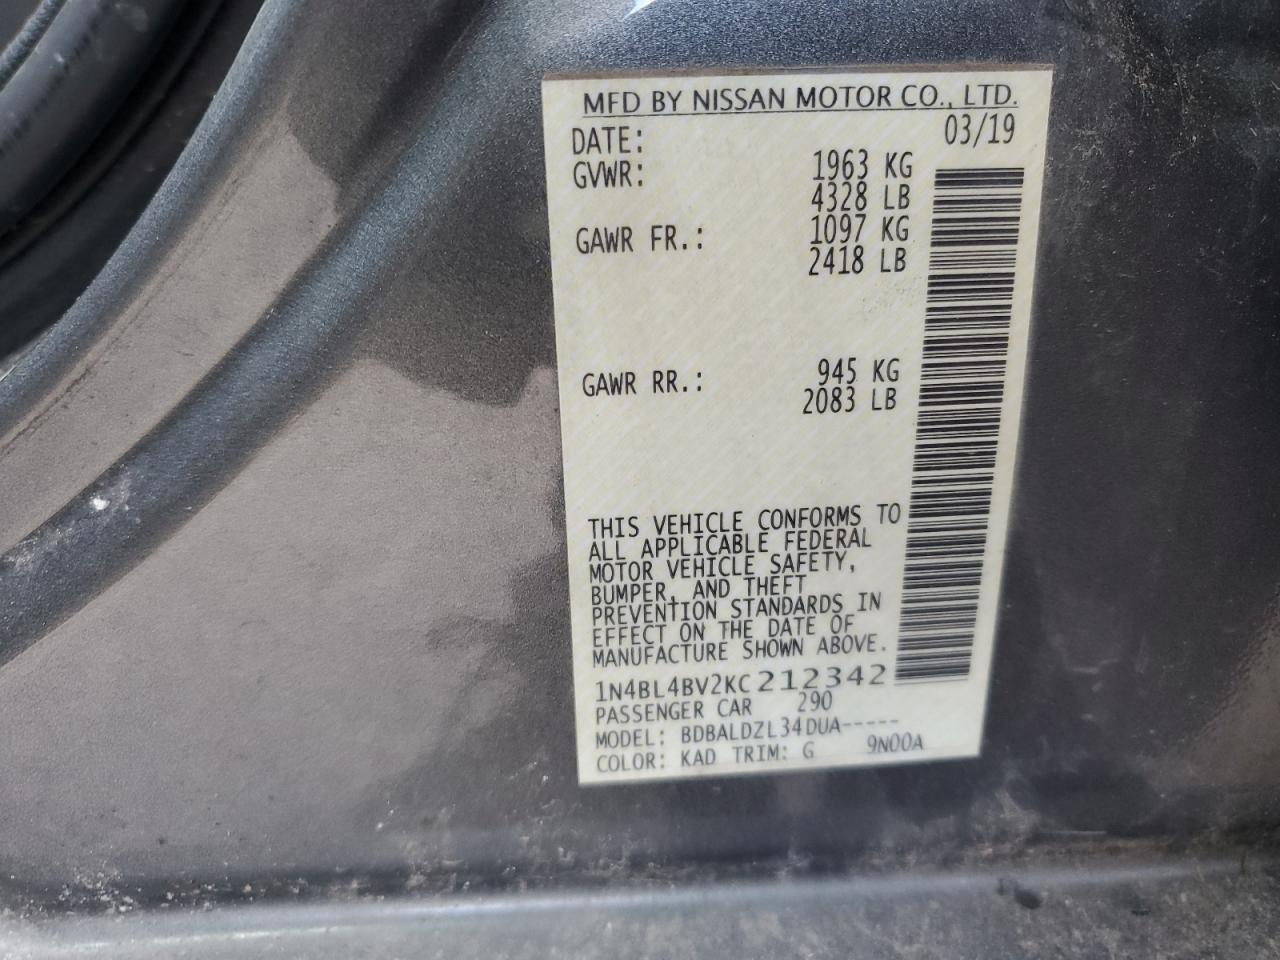 MFD BY NISSAN MOTOR CO., LTD.
DATE: 03/19
GVWR: 1963 KG
4328 LB
GAWR FR.: 1097 KG
2418 LB
GAWR RR.: 945 KG
2083 LB
THIS VEHICLE CONFORMS TO
ALL APPLICABLE FEDERAL
MOTOR VEHICLE SAFETY,
BUMPER, AND THEFT
PREVENTION STANDARDS IN
EFFECT ON THE DATE OF
MANUFACTURE SHOWN ABOVE.
1N4BL4BV2KC212342
PASSENGER CAR 290
MODEL: BDBALDZL34DUA-----
COLOR: KAD TRIM: G 9N00A